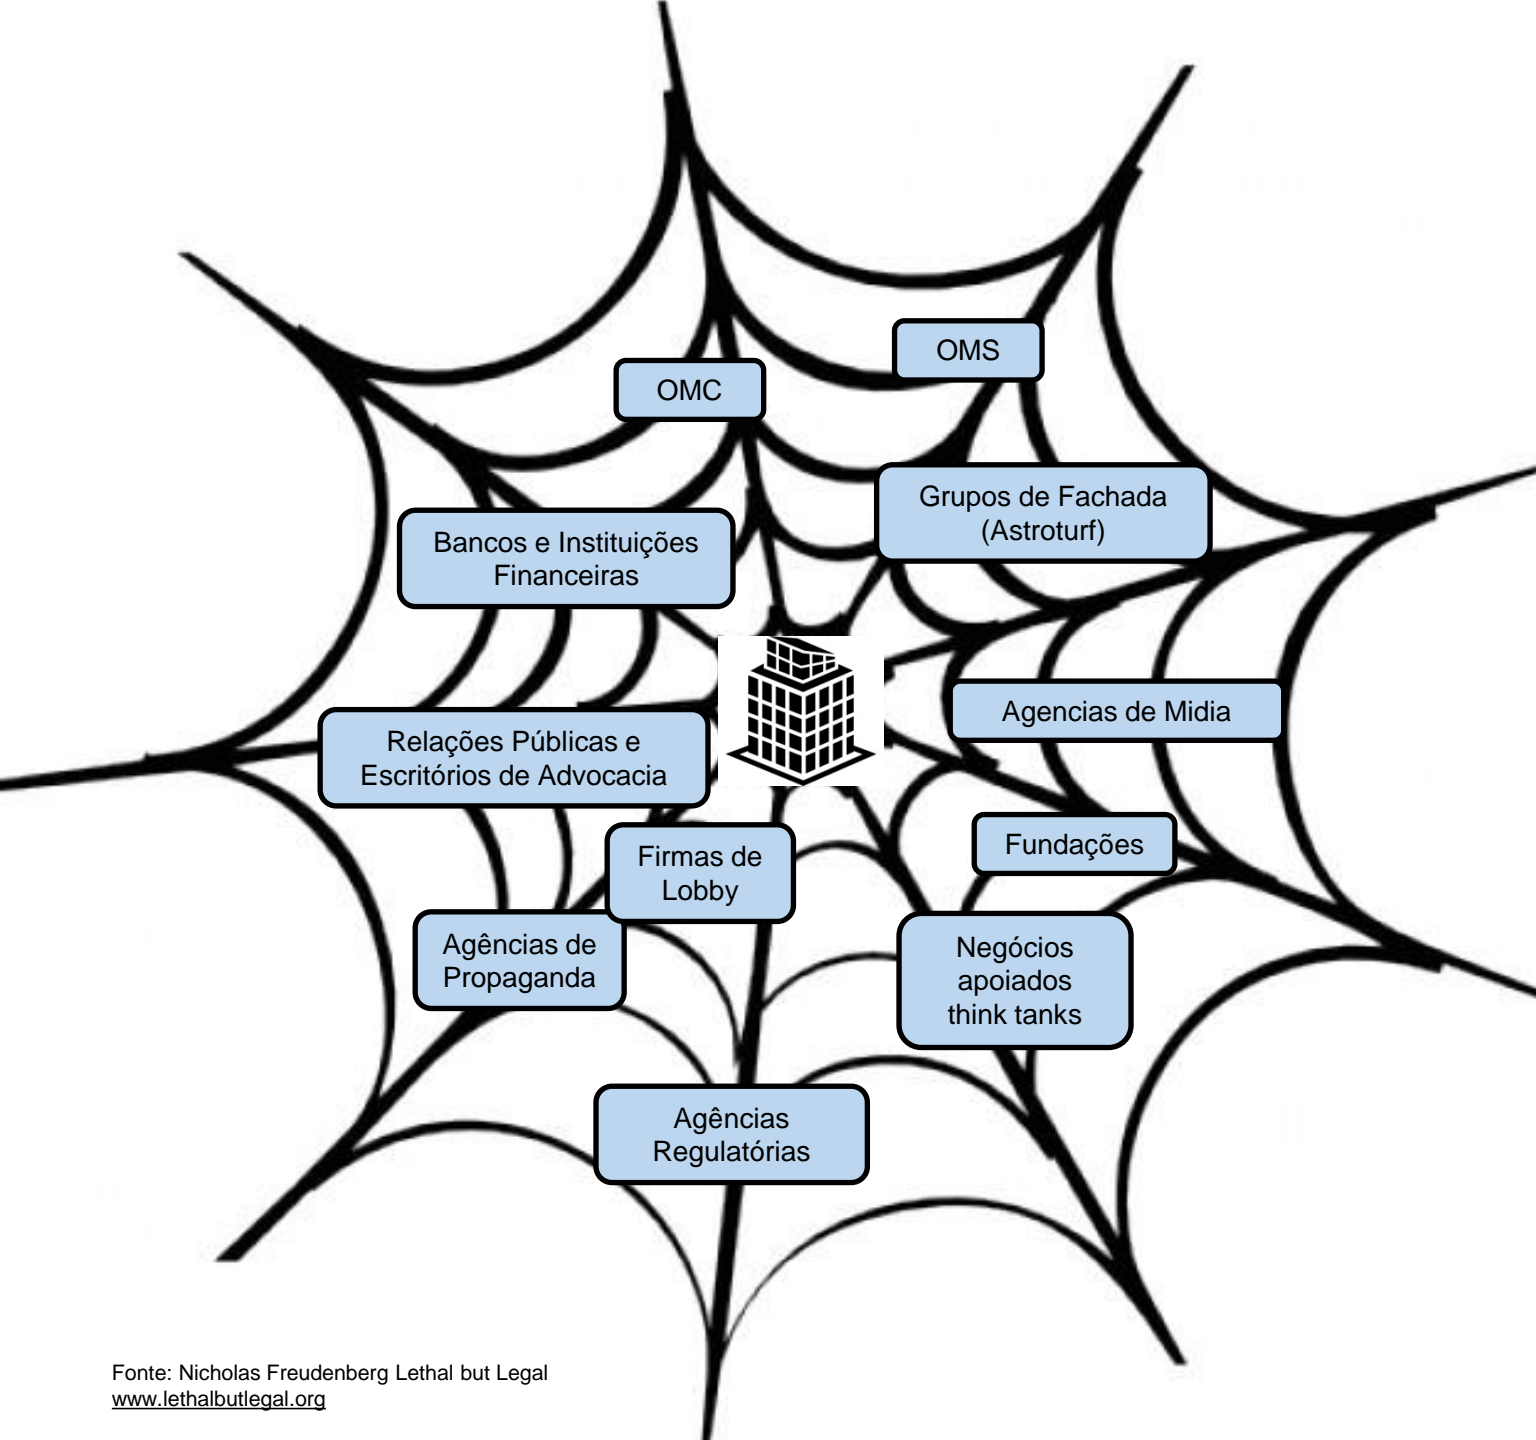 OMS
OMC
Grupos de Fachada
(Astroturf)
Bancos e Instituições
Financeiras
Agencias de Midia
Relações Públicas e
Escritórios de Advocacia
Fundações
Firmas de
Lobby
Agências de
Propaganda
Negócios
apoiados
think tanks
Agências
Regulatórias
Fonte: Nicholas Freudenberg Lethal but Legal
www.lethalbutlegal.org